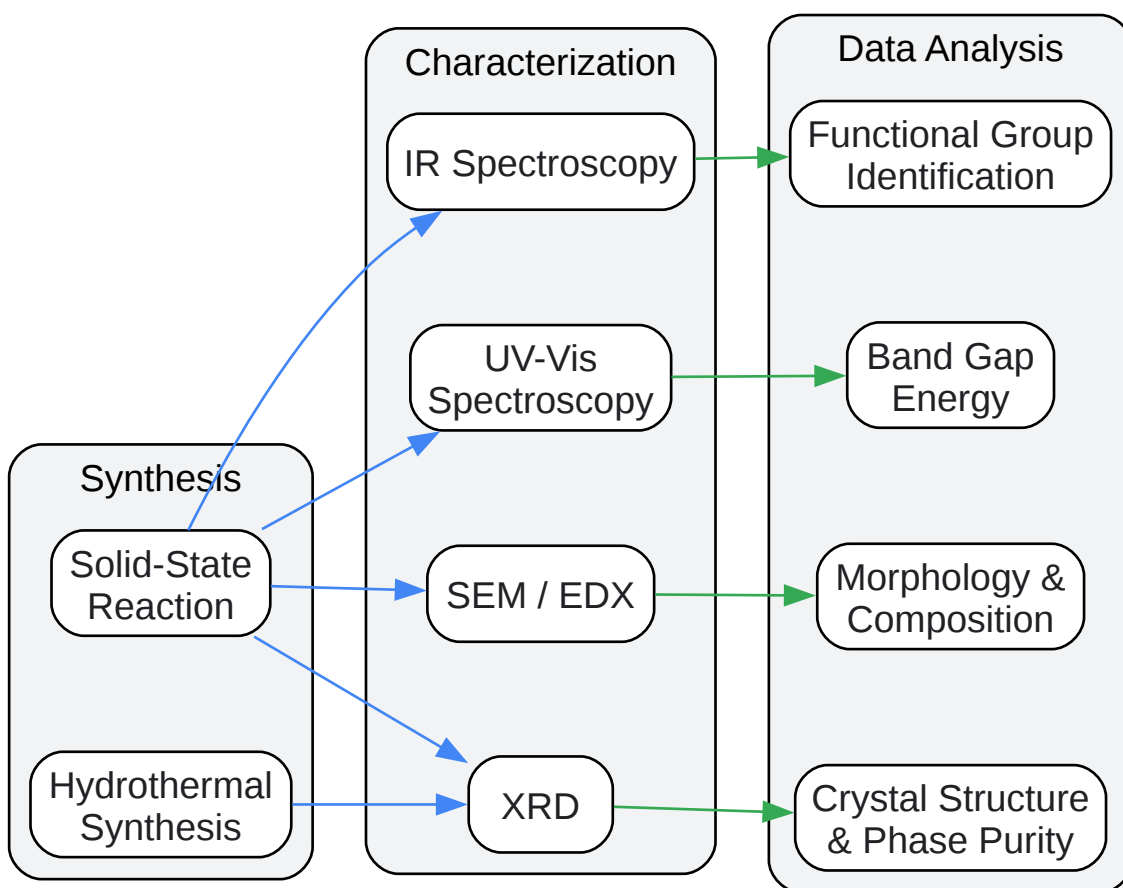 Synthesis
Solid-State
Reaction
Hydrothermal
Synthesis
Characterization
IR Spectroscopy
UV-Vis
Spectroscopy
SEM / EDX
XRD
Data Analysis
Functional Group
Identification
Band Gap
Energy
Morphology &
Composition
Crystal Structure
& Phase Purity